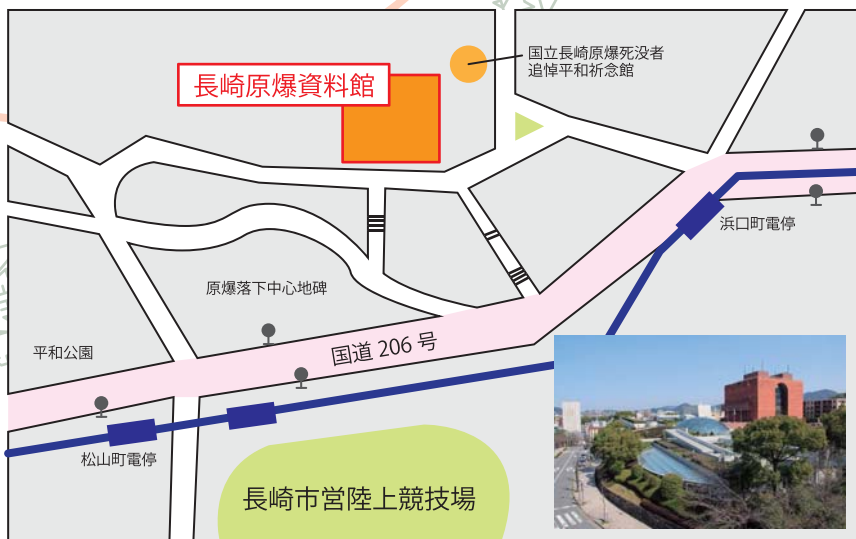 国立長崎原爆死没者
追悼平和祈念館
長崎原爆資料館
浜口町電停
原爆落下中心地碑
国道 206 号
平和公園
松山町電停
長崎市営陸上競技場